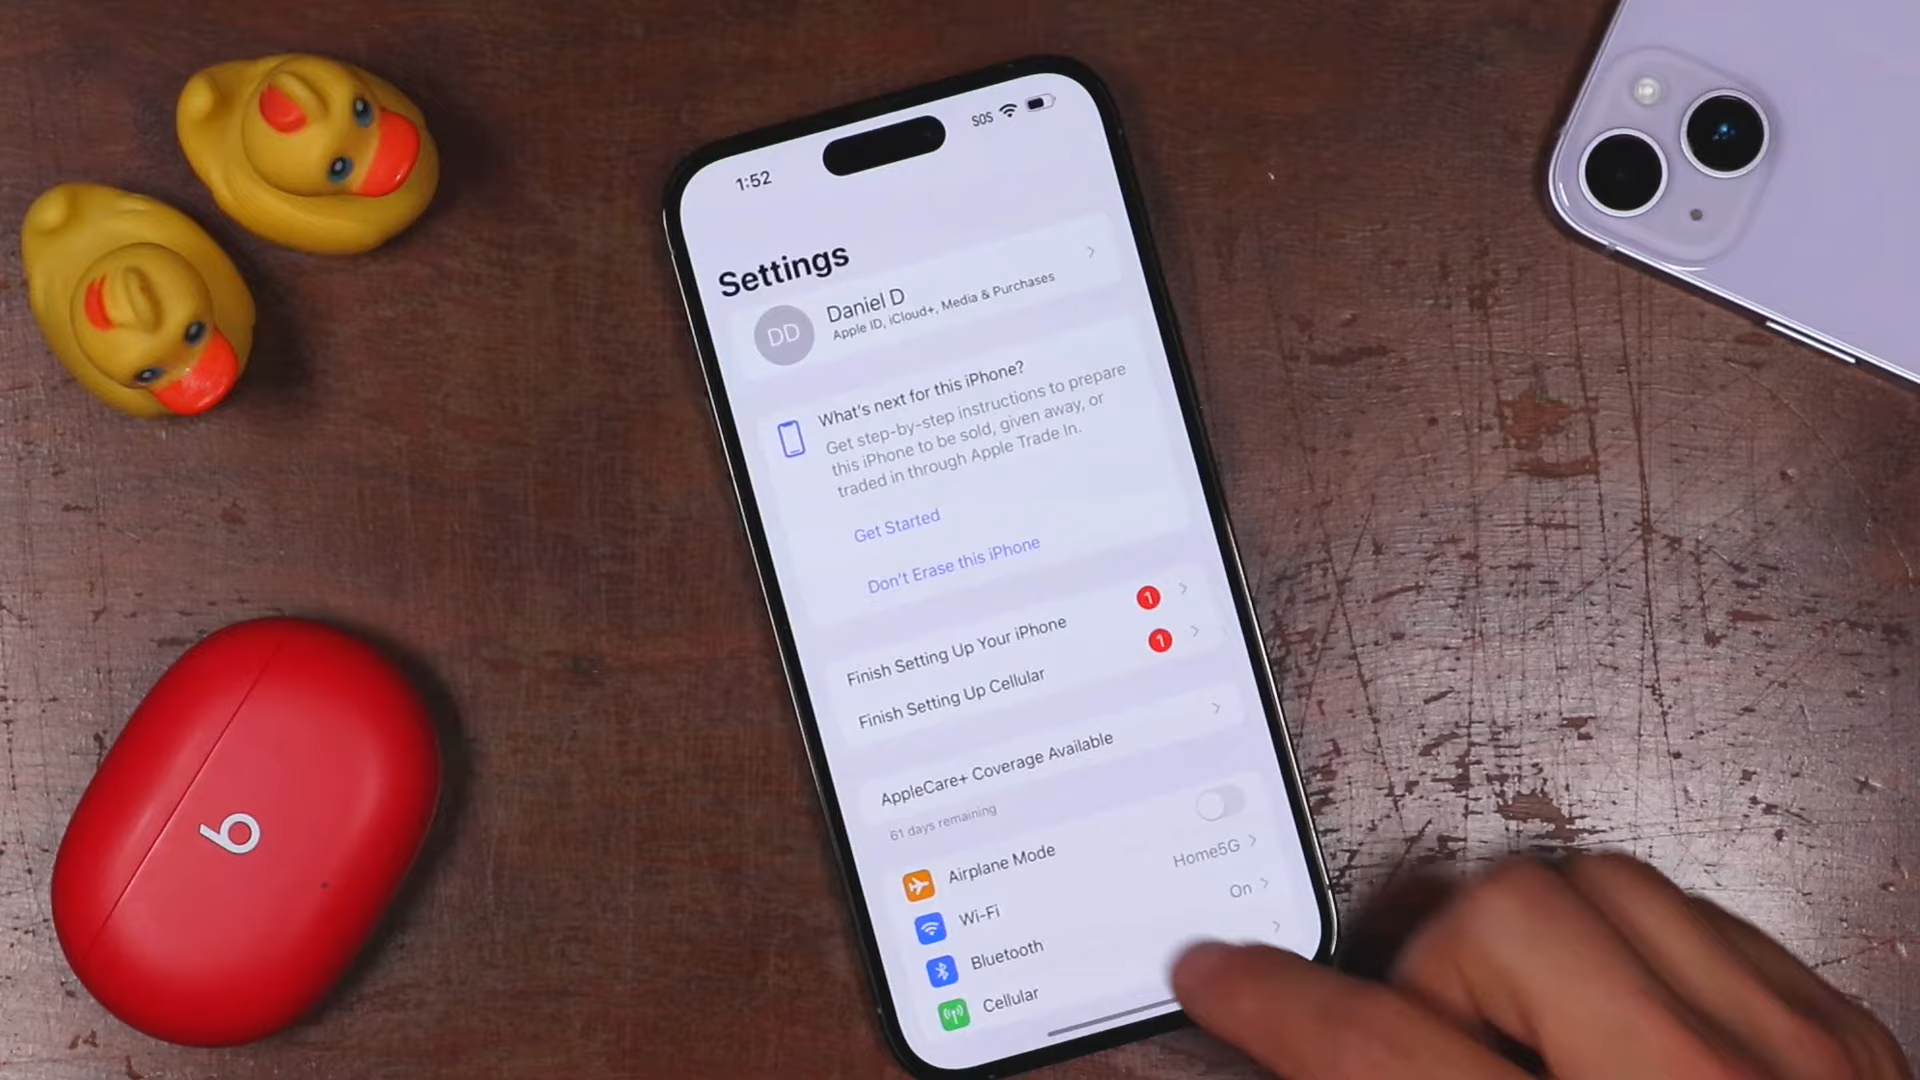 1:52
SOS
Settings
DD
Daniel D
Apple ID, iCloud+, Media & Purchases
What's next for this iPhone?
Get step-by-step instructions to prepare
this iPhone to be sold, given away, or
traded in through Apple Trade In.
Get Started
Don't Erase this iPhone
Finish Setting Up Your iPhone
1
Finish Setting Up Cellular
1
AppleCare+ Coverage Available
61 days remaining
Airplane Mode
Wi-Fi
Home5G
Bluetooth
On
Cellular
b